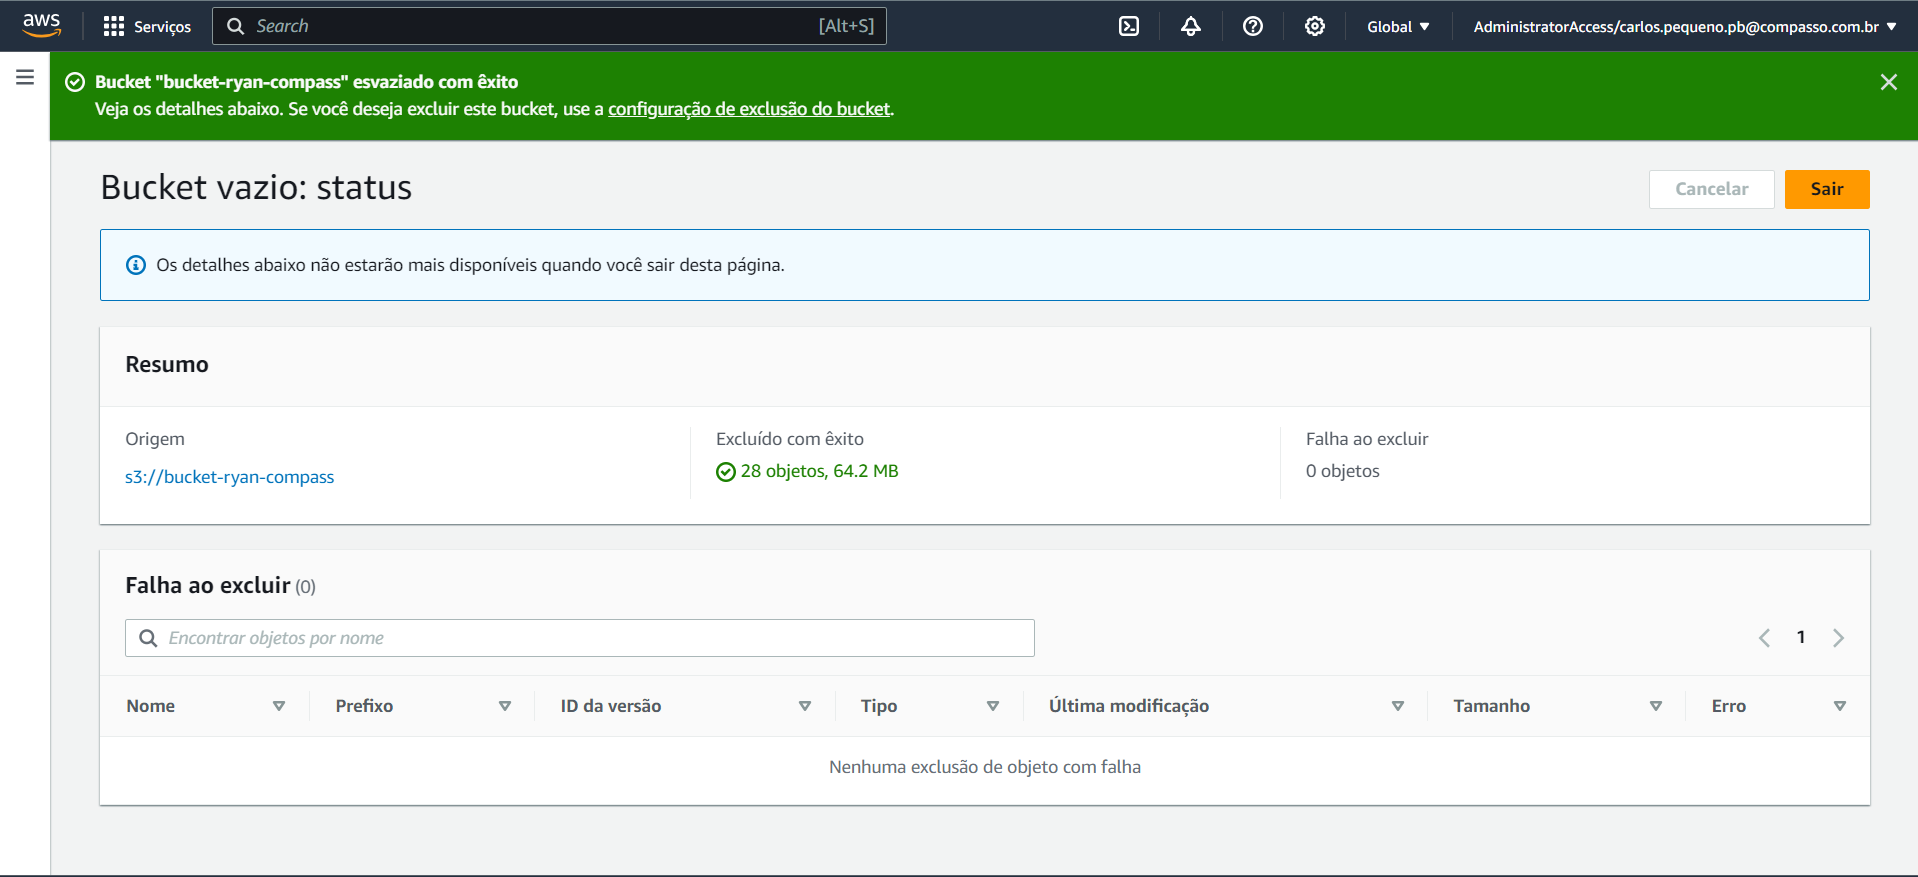 aws
Serviços
Search
[Alt+S]
Global
AdministratorAccess/carlos.pequeno.pb@compasso.com.br
Bucket "bucket-ryan-compass" esvaziado com êxito
Veja os detalhes abaixo. Se você deseja excluir este bucket, use a configuração de exclusão do bucket.
Bucket vazio: status
Cancelar
Sair
Os detalhes abaixo não estarão mais disponíveis quando você sair desta página.
Resumo
Origem
s3://bucket-ryan-compass
Excluído com êxito
28 objetos, 64.2 MB
Falha ao excluir
0 objetos
Falha ao excluir (0)
Encontrar objetos por nome
1
Nome
Prefixo
ID da versão
Tipo
Última modificação
Tamanho
Erro
Nenhuma exclusão de objeto com falha